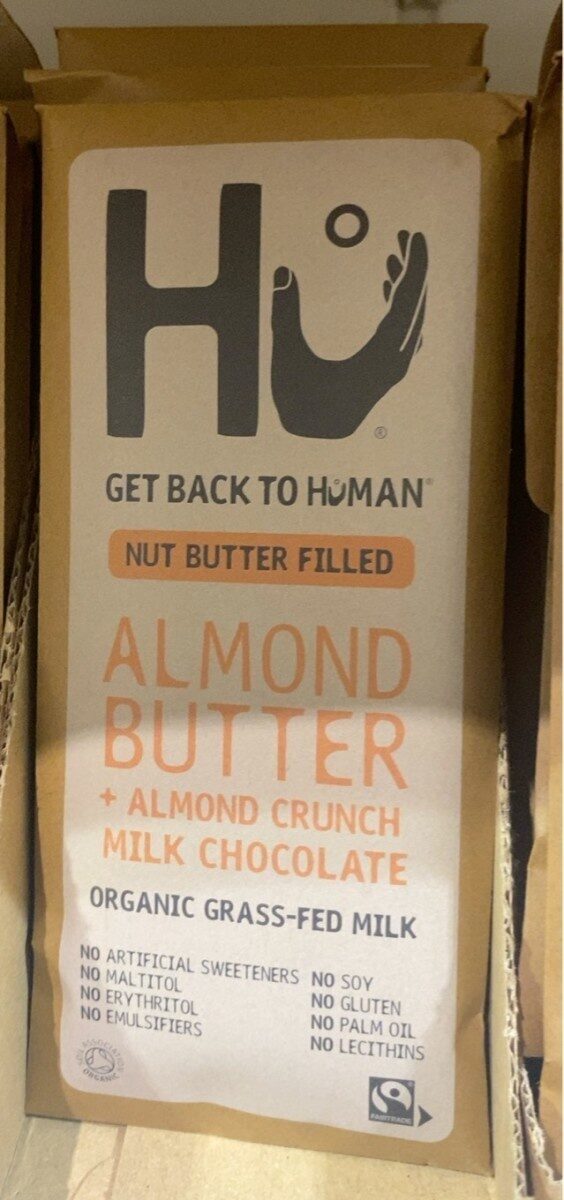 Hu
GET BACK TO HUMAN
NUT BUTTER FILLED
ALMOND
BUTTER
+ ALMOND CRUNCH
MILK CHOCOLATE
ORGANIC GRASS-FED MILK
NO ARTIFICIAL SWEETENERS
NO MALTITOL
NO ERYTHRITOL
NO EMULSIFIERS
NO SOY
NO GLUTEN
NO PALM OIL
NO LECITHINS
SOIL ASSOCIATION
ORGANIC
FAIRTRADE